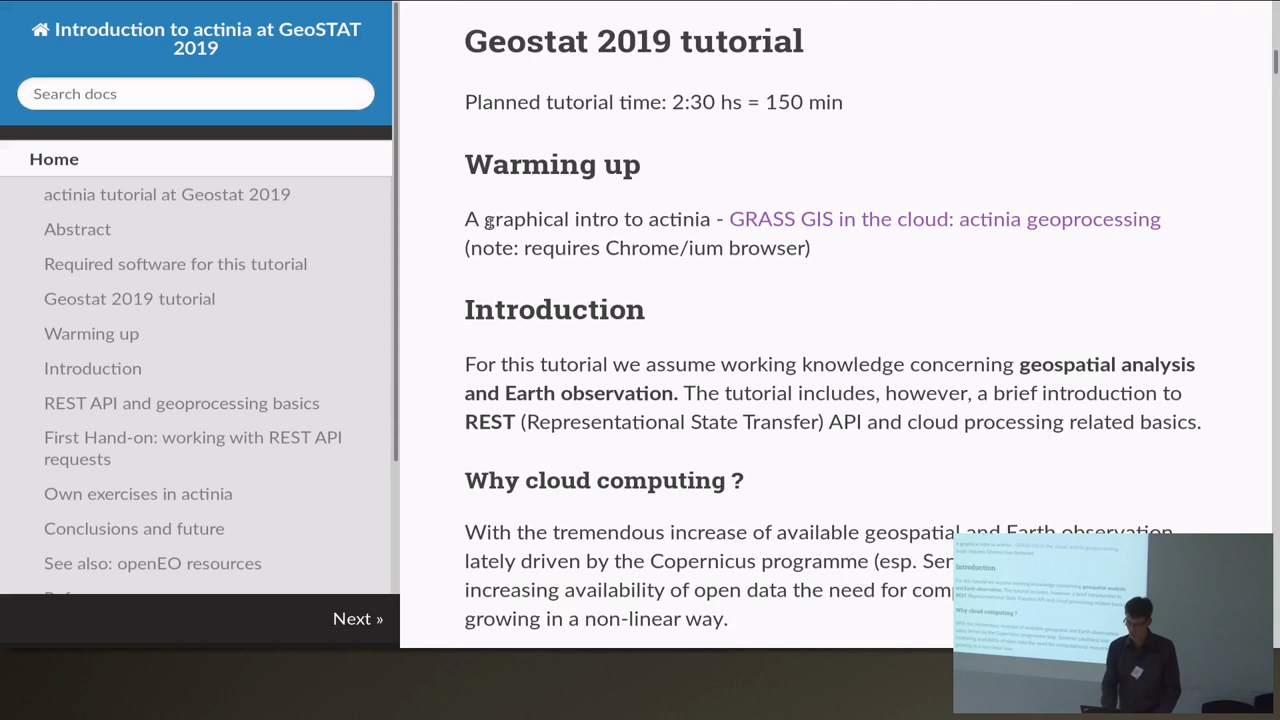 Introduction to actinia at GeoSTAT
2019
Search docs
Home
actinia tutorial at Geostat 2019
Abstract
Required software for this tutorial
Geostat 2019 tutorial
Warming up
Introduction
REST API and geoprocessing basics
First Hand-on: working with REST API
requests
Own exercises in actinia
Conclusions and future
See also: openEO resources
Next »
Geostat 2019 tutorial
Planned tutorial time: 2:30 hs = 150 min
Warming up
A graphical intro to actinia - GRASS GIS in the cloud: actinia geoprocessing
(note: requires Chrome/ium browser)
Introduction
For this tutorial we assume working knowledge concerning geospatial analysis
and Earth observation. The tutorial includes, however, a brief introduction to
REST (Representational State Transfer) API and cloud processing related basics.
Why cloud computing ?
With the tremendous increase of available geospatial and Earth observation
lately driven by the Copernicus programme (esp. Sen
increasing availability of open data the need for com
growing in a non-linear way.
Introduction
Why cloud computing ?